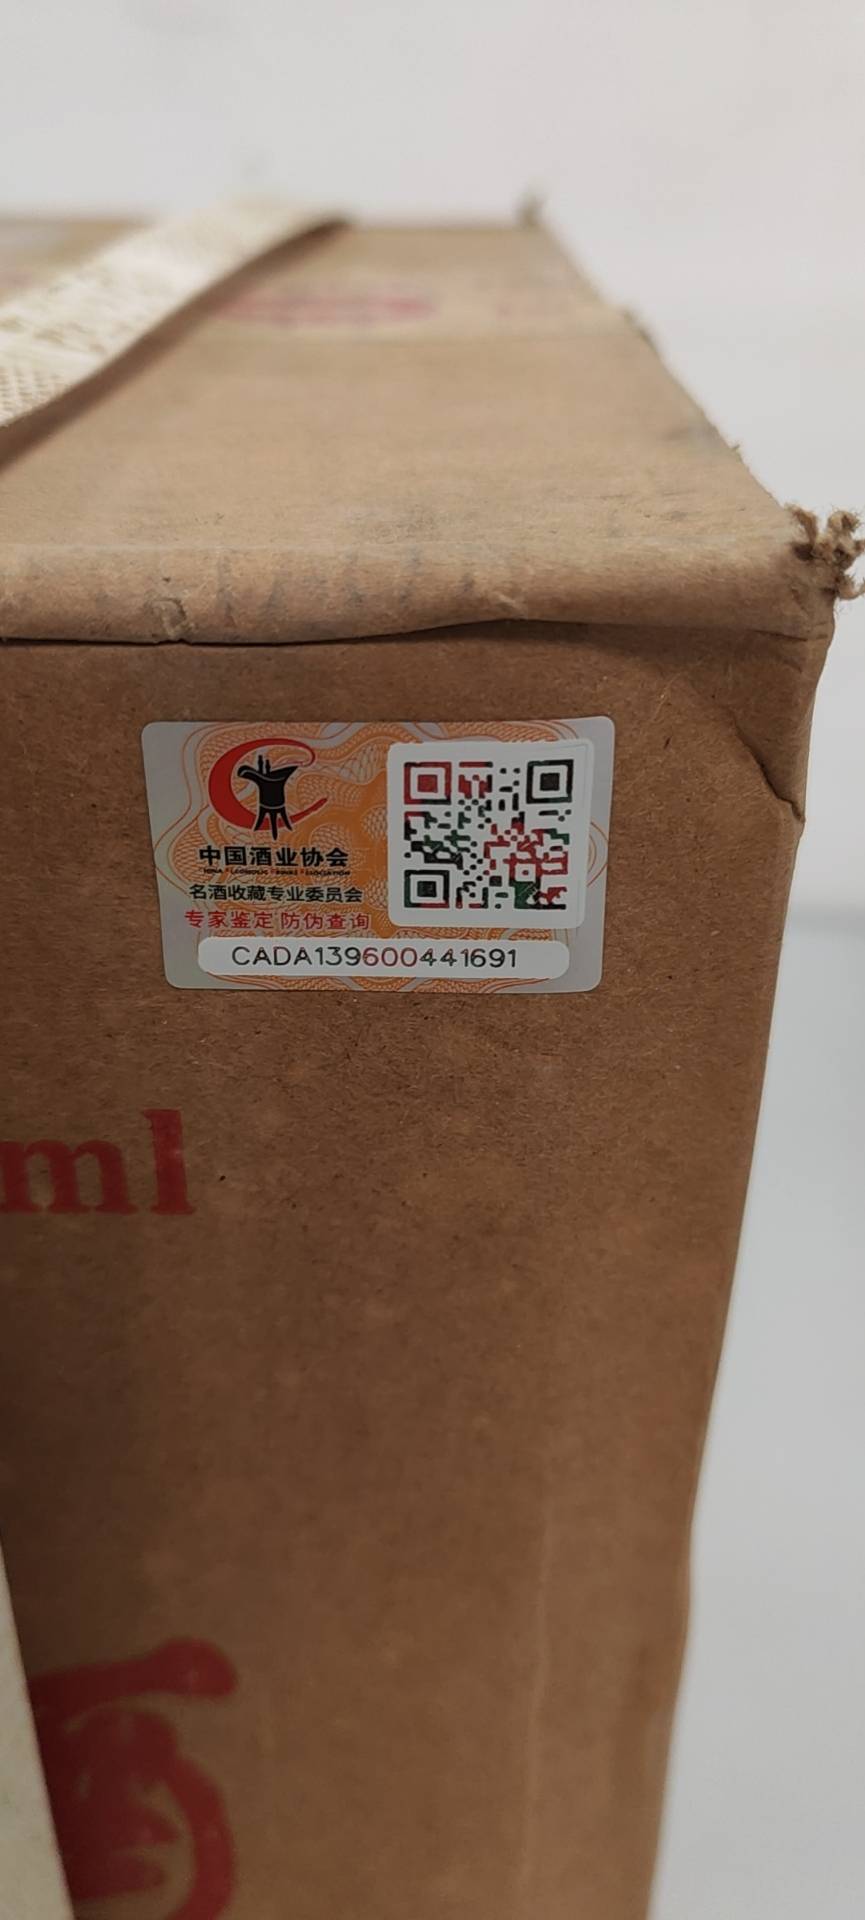 中国酒业协会
名酒收藏专业委员会
专家鉴定 防伪查询
CADA139600441691
ml
酒